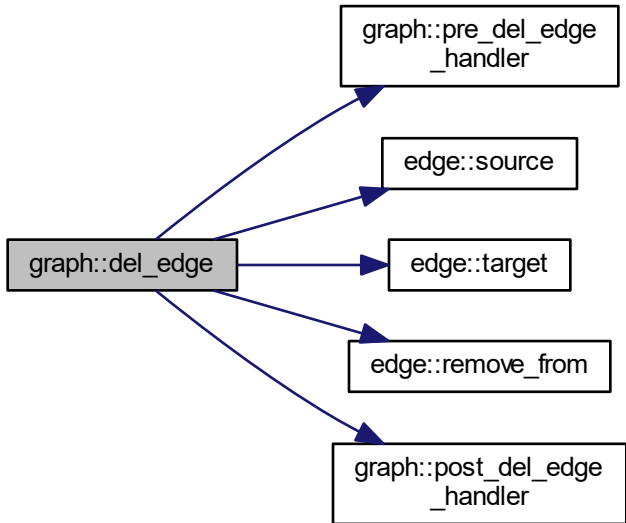 graph::pre_del_edge
_handler
edge::source
graph::del_edge
edge::target
edge::remove_from
graph::post_del_edge
_handler